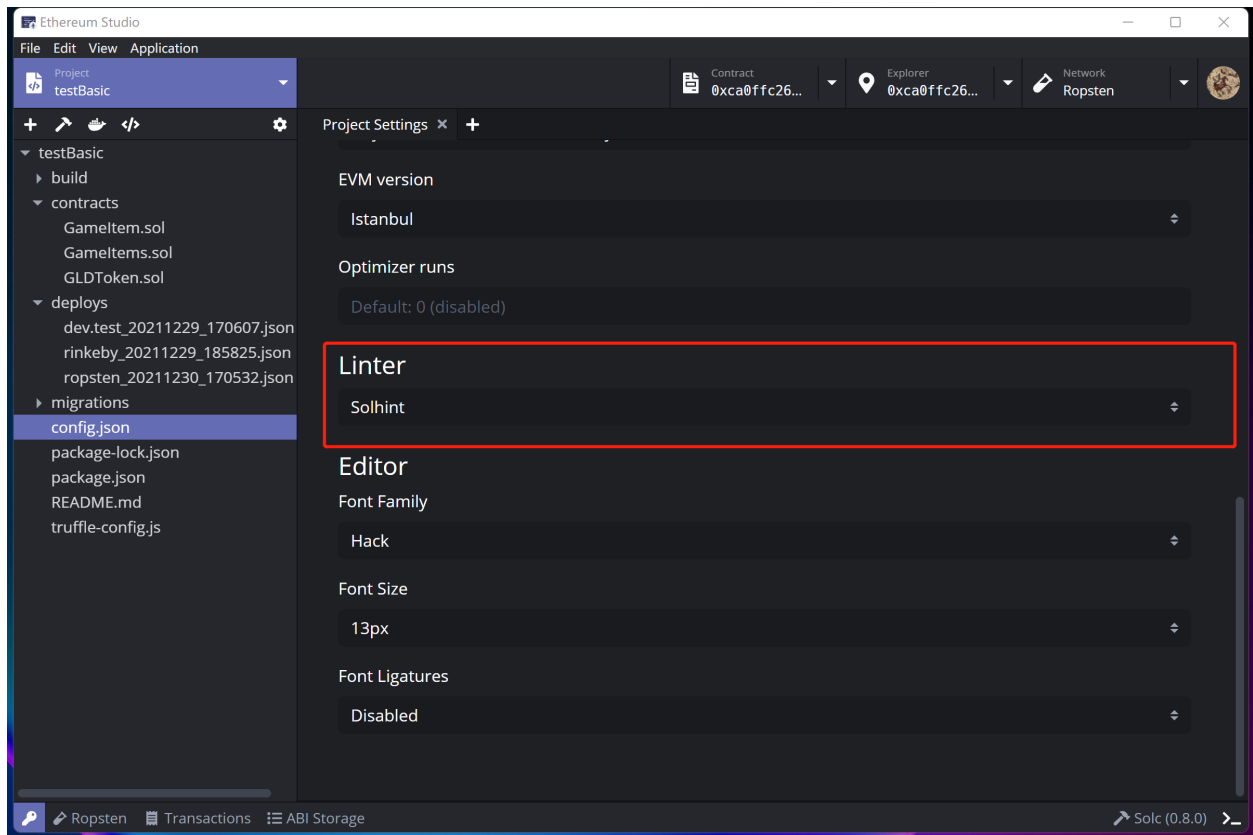 Ethereum Studio
File Edit View Application
Project
testBasic
Contract
0xca0ffc26...
Explorer
0xca0ffc26...
Network
Ropsten
Project Settings
testBasic
build
contracts
GameItem.sol
GameItems.sol
GLDToken.sol
deploys
dev.test_20211229_170607.json
rinkeby_20211229_185825.json
ropsten_20211230_170532.json
migrations
config.json
package-lock.json
package.json
README.md
truffle-config.js
EVM version
Istanbul
Optimizer runs
Default: 0 (disabled)
Linter
Solhint
Editor
Font Family
Hack
Font Size
13px
Font Ligatures
Disabled
Ropsten Transactions ABI Storage
Solc (0.8.0)